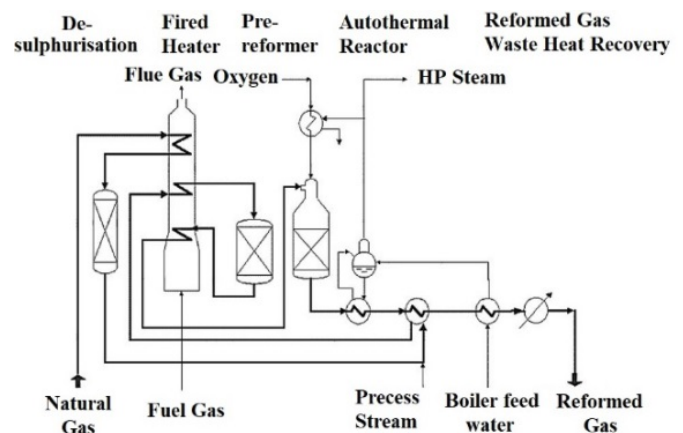 De-
sulphurisation
Fired
Heater
Pre-
reformer
Autothermal
Reactor
Reformed Gas
Waste Heat Recovery
Flue Gas
Oxygen
HP Steam
Natural
Gas
Fuel Gas
Precess
Stream
Boiler feed
water
Reformed
Gas